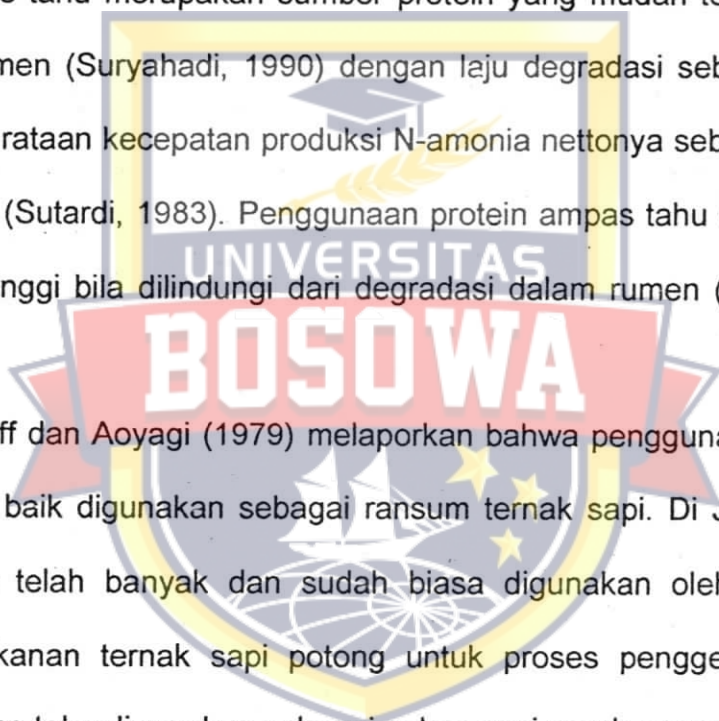 tahu merupakan sumber protein yang mudah
men (Suryahadi, 1990) dengan laju degradasi seb
rataan kecepatan produksi N-amonia nettonya seb
(Sutardi, 1983). Penggunaan protein ampas tahu
UNIVERSITAS
nggi bila dilindungi dari degradasi dalam rumen (
BOSOWA
ff dan Aoyagi (1979) melaporkan bahwa pengguna
baik digunakan sebagai ransum ternak sapi. Di
telah banyak dan sudah biasa digunakan oleh
kanan ternak sapi potong untuk proses pengge